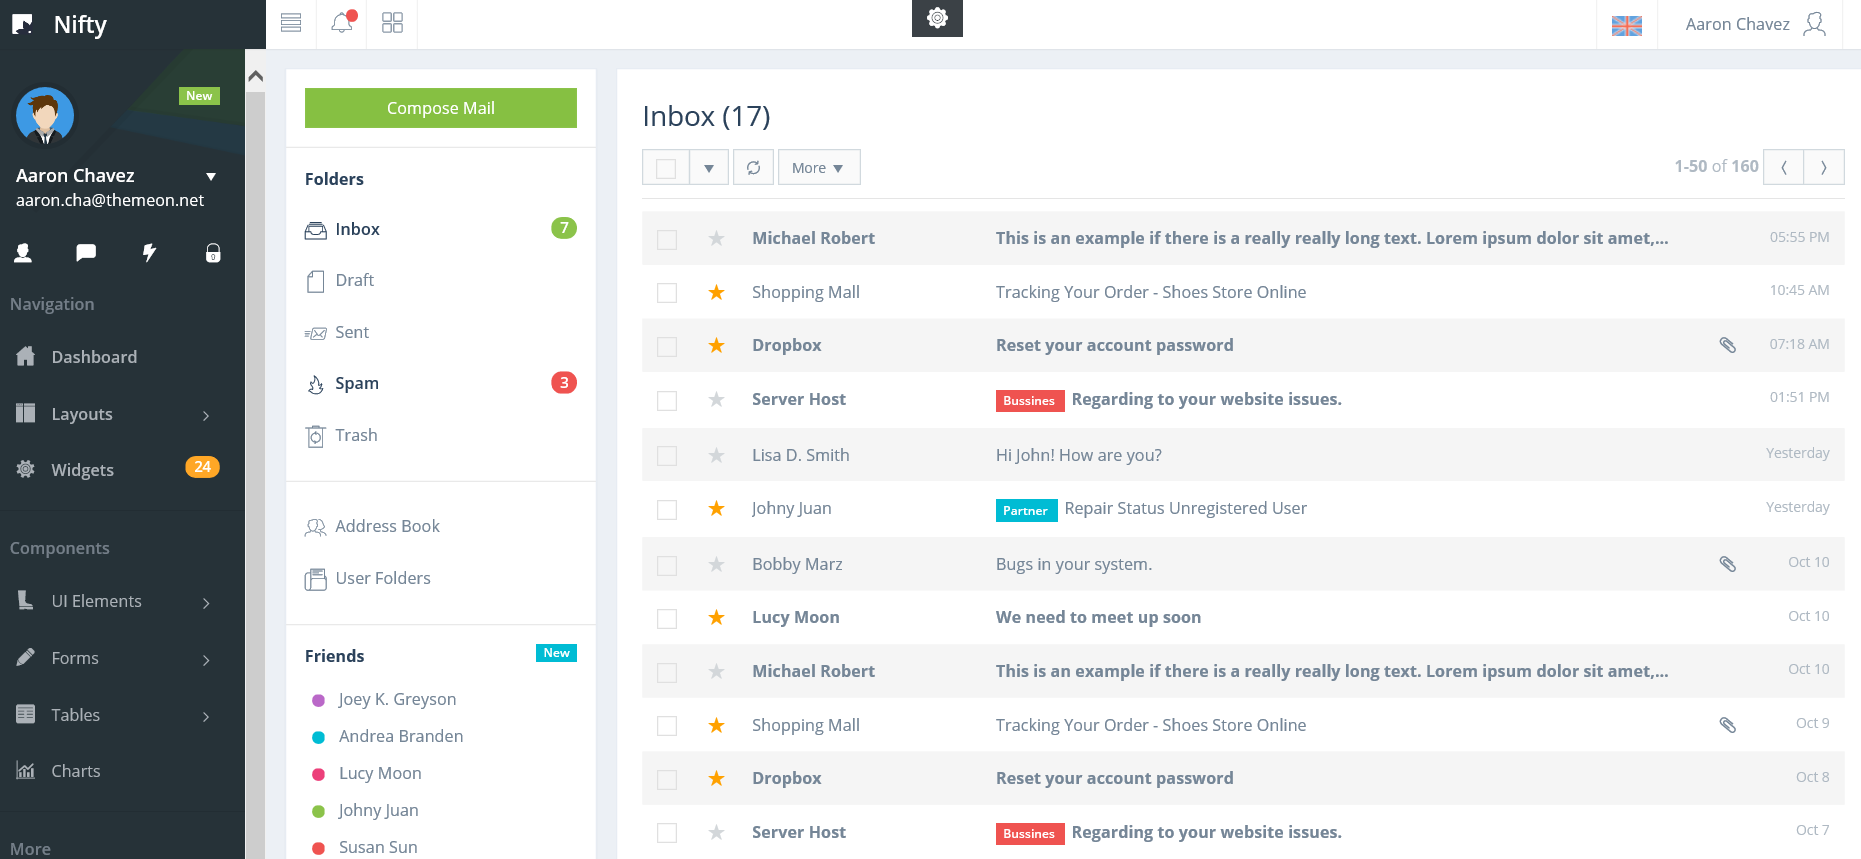 Nifty
Aaron Chavez
New
Aaron Chavez
aaron.cha@themeon.net
Navigation
Dashboard
Layouts
Widgets 24
Components
UI Elements
Forms
Tables
Charts
More
Compose Mail
Folders
Inbox 7
Draft
Sent
Spam 3
Trash
Address Book
User Folders
Friends New
Joey K. Greyson
Andrea Branden
Lucy Moon
Johny Juan
Susan Sun
Inbox (17)
More 1-50 of 160
Michael Robert This is an example if there is a really really long text. Lorem ipsum dolor sit amet,... 05:55 PM
Shopping Mall Tracking Your Order - Shoes Store Online 10:45 AM
Dropbox Reset your account password 07:18 AM
Server Host Bussines Regarding to your website issues. 01:51 PM
Lisa D. Smith Hi John! How are you? Yesterday
Johny Juan Partner Repair Status Unregistered User Yesterday
Bobby Marz Bugs in your system. Oct 10
Lucy Moon We need to meet up soon Oct 10
Michael Robert This is an example if there is a really really long text. Lorem ipsum dolor sit amet,... Oct 10
Shopping Mall Tracking Your Order - Shoes Store Online Oct 9
Dropbox Reset your account password Oct 8
Server Host Bussines Regarding to your website issues. Oct 7